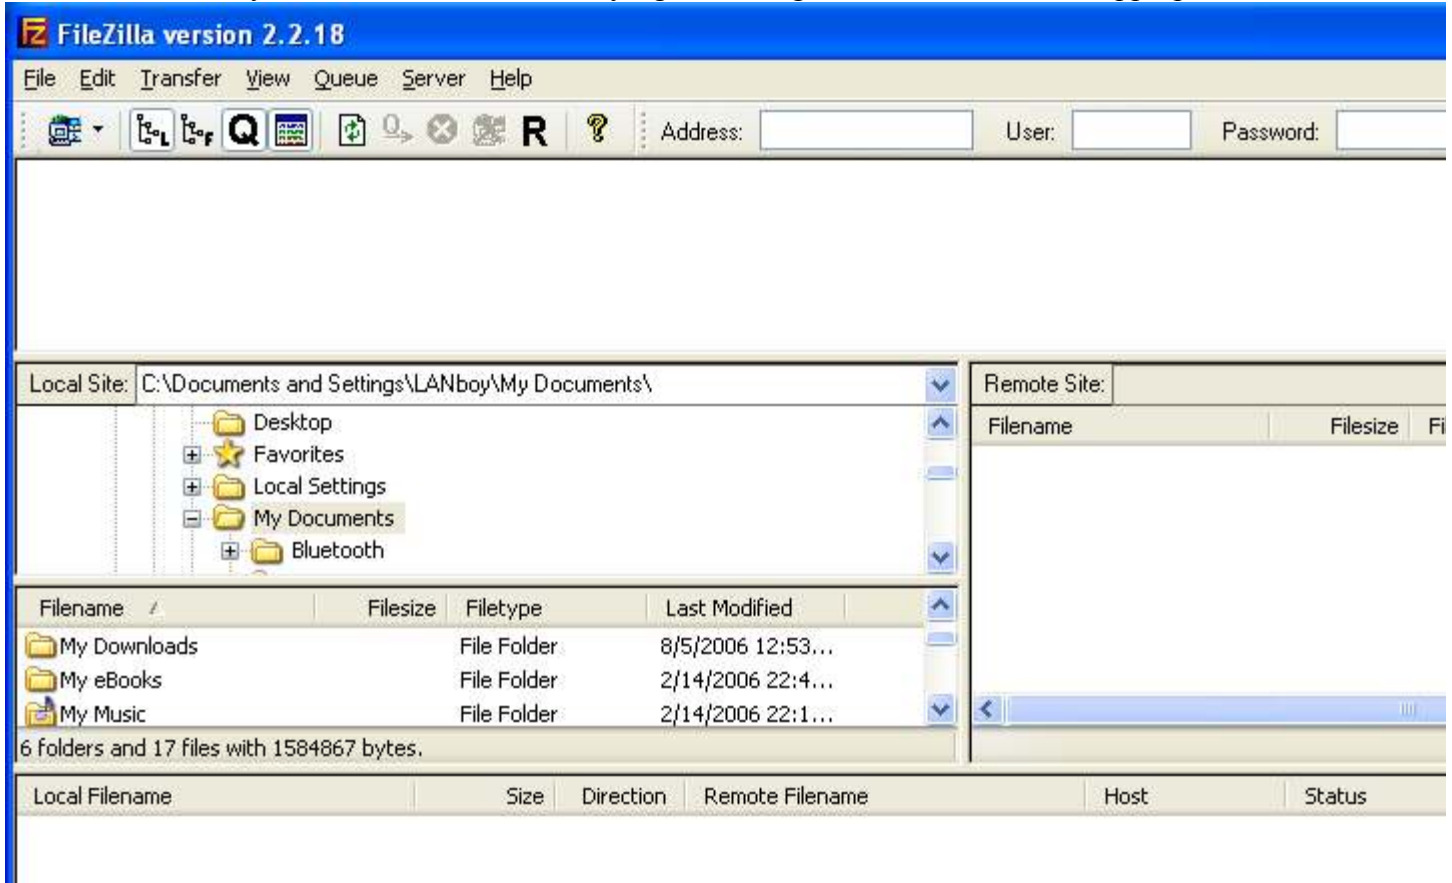 FileZilla version 2.2.18
File Edit Transfer View Queue Server Help
L F Q R ? Address: User: Password:
Local Site: C:\Documents and Settings\LANboy\My Documents\ Remote Site:
Desktop
Favorites
Local Settings
My Documents
Bluetooth
Filename Filesize Filetype Last Modified
My Downloads File Folder 8/5/2006 12:53...
My eBooks File Folder 2/14/2006 22:4...
My Music File Folder 2/14/2006 22:1...
6 folders and 17 files with 1584867 bytes.
Filename Filesize Fi
Local Filename Size Direction Remote Filename Host Status